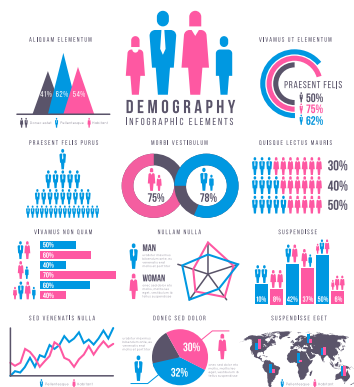 ALIQUAM ELEMENTUM
VIVAMUS UT ELEMENTUM
41% 62% 54%
PRAESENT FELIS
50%
75%
62%
DEMOGRAPHY
INFOGRAPHIC ELEMENTS
PRAESENT FELIS PURUS
MORBI VESTIBULUM
QUISQUE LECTUS MAURIS
75%
78%
30%
40%
50%
VIVAMUS NON QUAM
NULLAM NULLA
SUSPENDISSE
50%
60%
40%
70%
60%
40%
MAN
WOMAN
18% 8% 42% 37% 50% 8%
SED VENENATIS NULLA
DONEC SED DOLOR
SUSPENDISSE EGET
30%
32%